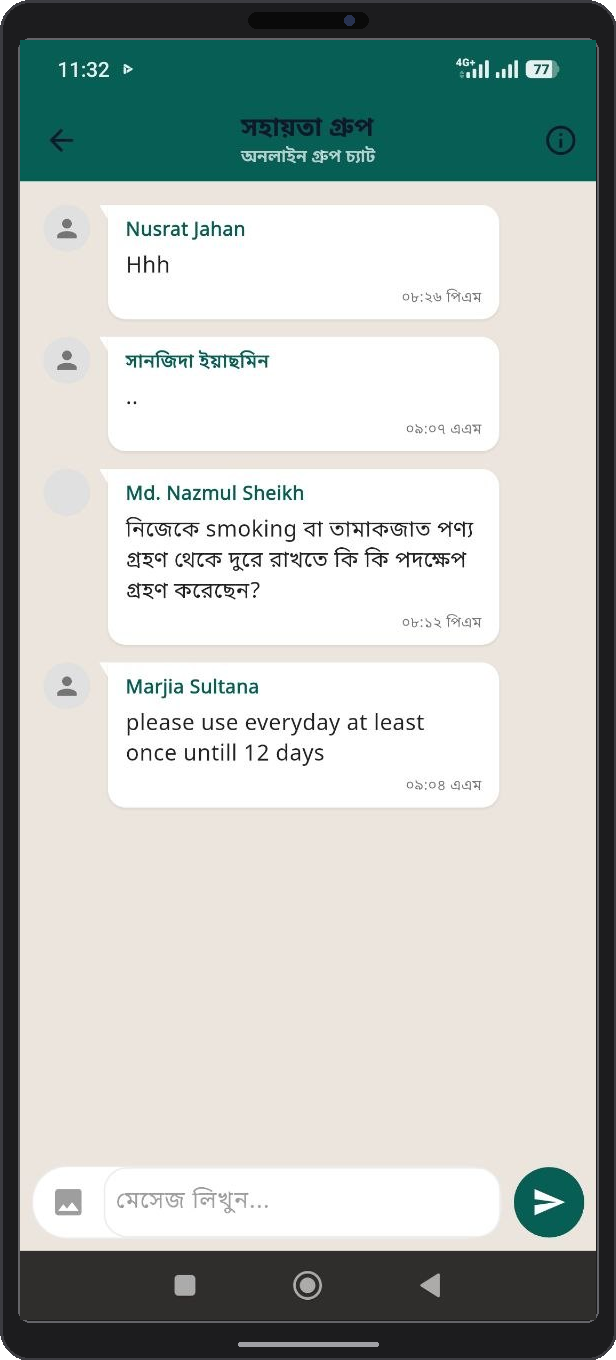 11:32
4G+
77
সহায়তা গ্রুপ
অনলাইন গ্রুপ চ্যাট
Nusrat Jahan
Hhh
০৮:২৬ পিএম
সানজিদা ইয়াছমিন
..
০৯:০৭ এএম
Md. Nazmul Sheikh
নিজেকে smoking বা তামাকজাত পণ্য
গ্রহণ থেকে দুরে রাখতে কি কি পদক্ষেপ
গ্রহণ করেছেন?
০৮:১২ পিএম
Marjia Sultana
please use everyday at least
once untill 12 days
০৯:০৪ এএম
মেসেজ লিখুন...